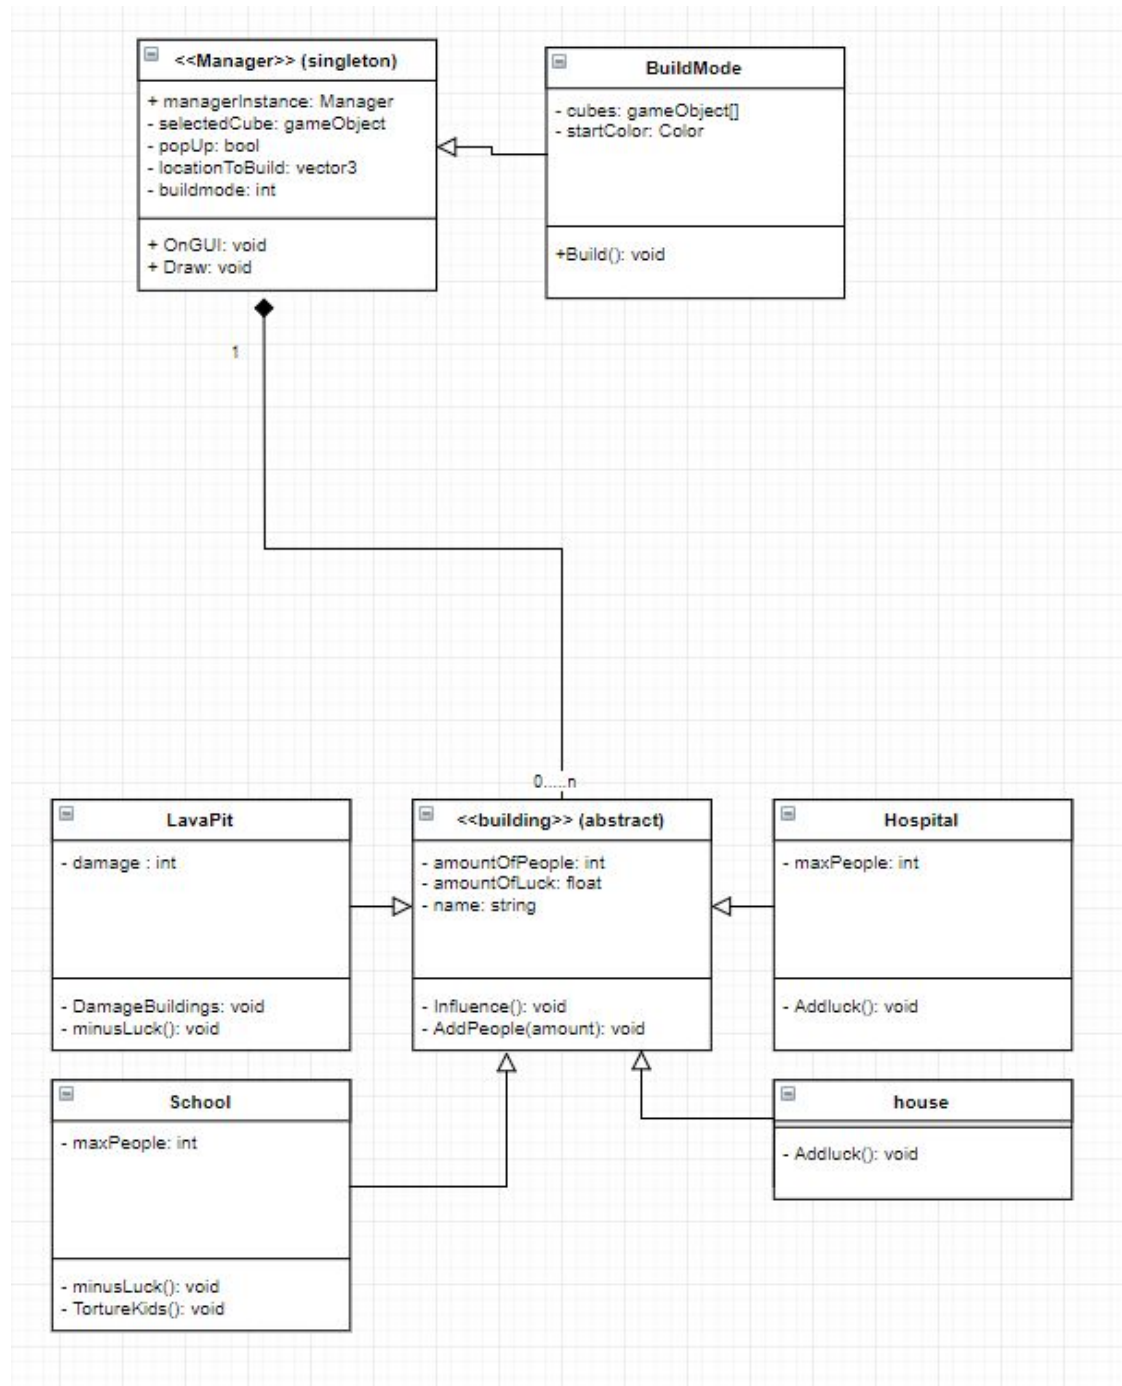 <<Manager>> (singleton)
+ managerInstance: Manager
- selectedCube: gameObject
- popUp: bool
- locationToBuild: vector3
- buildmode: int
+ OnGUI: void
+ Draw: void
BuildMode
- cubes: gameObject[]
- startColor: Color
+Build(): void
1
0.....n
LavaPit
- damage : int
- DamageBuildings: void
- minusLuck(): void
<<building>> (abstract)
- amountOfPeople: int
- amountOfLuck: float
- name: string
- Influence(): void
- AddPeople(amount): void
Hospital
- maxPeople: int
- Addluck(): void
School
- maxPeople: int
- minusLuck(): void
- TortureKids(): void
house
- Addluck(): void